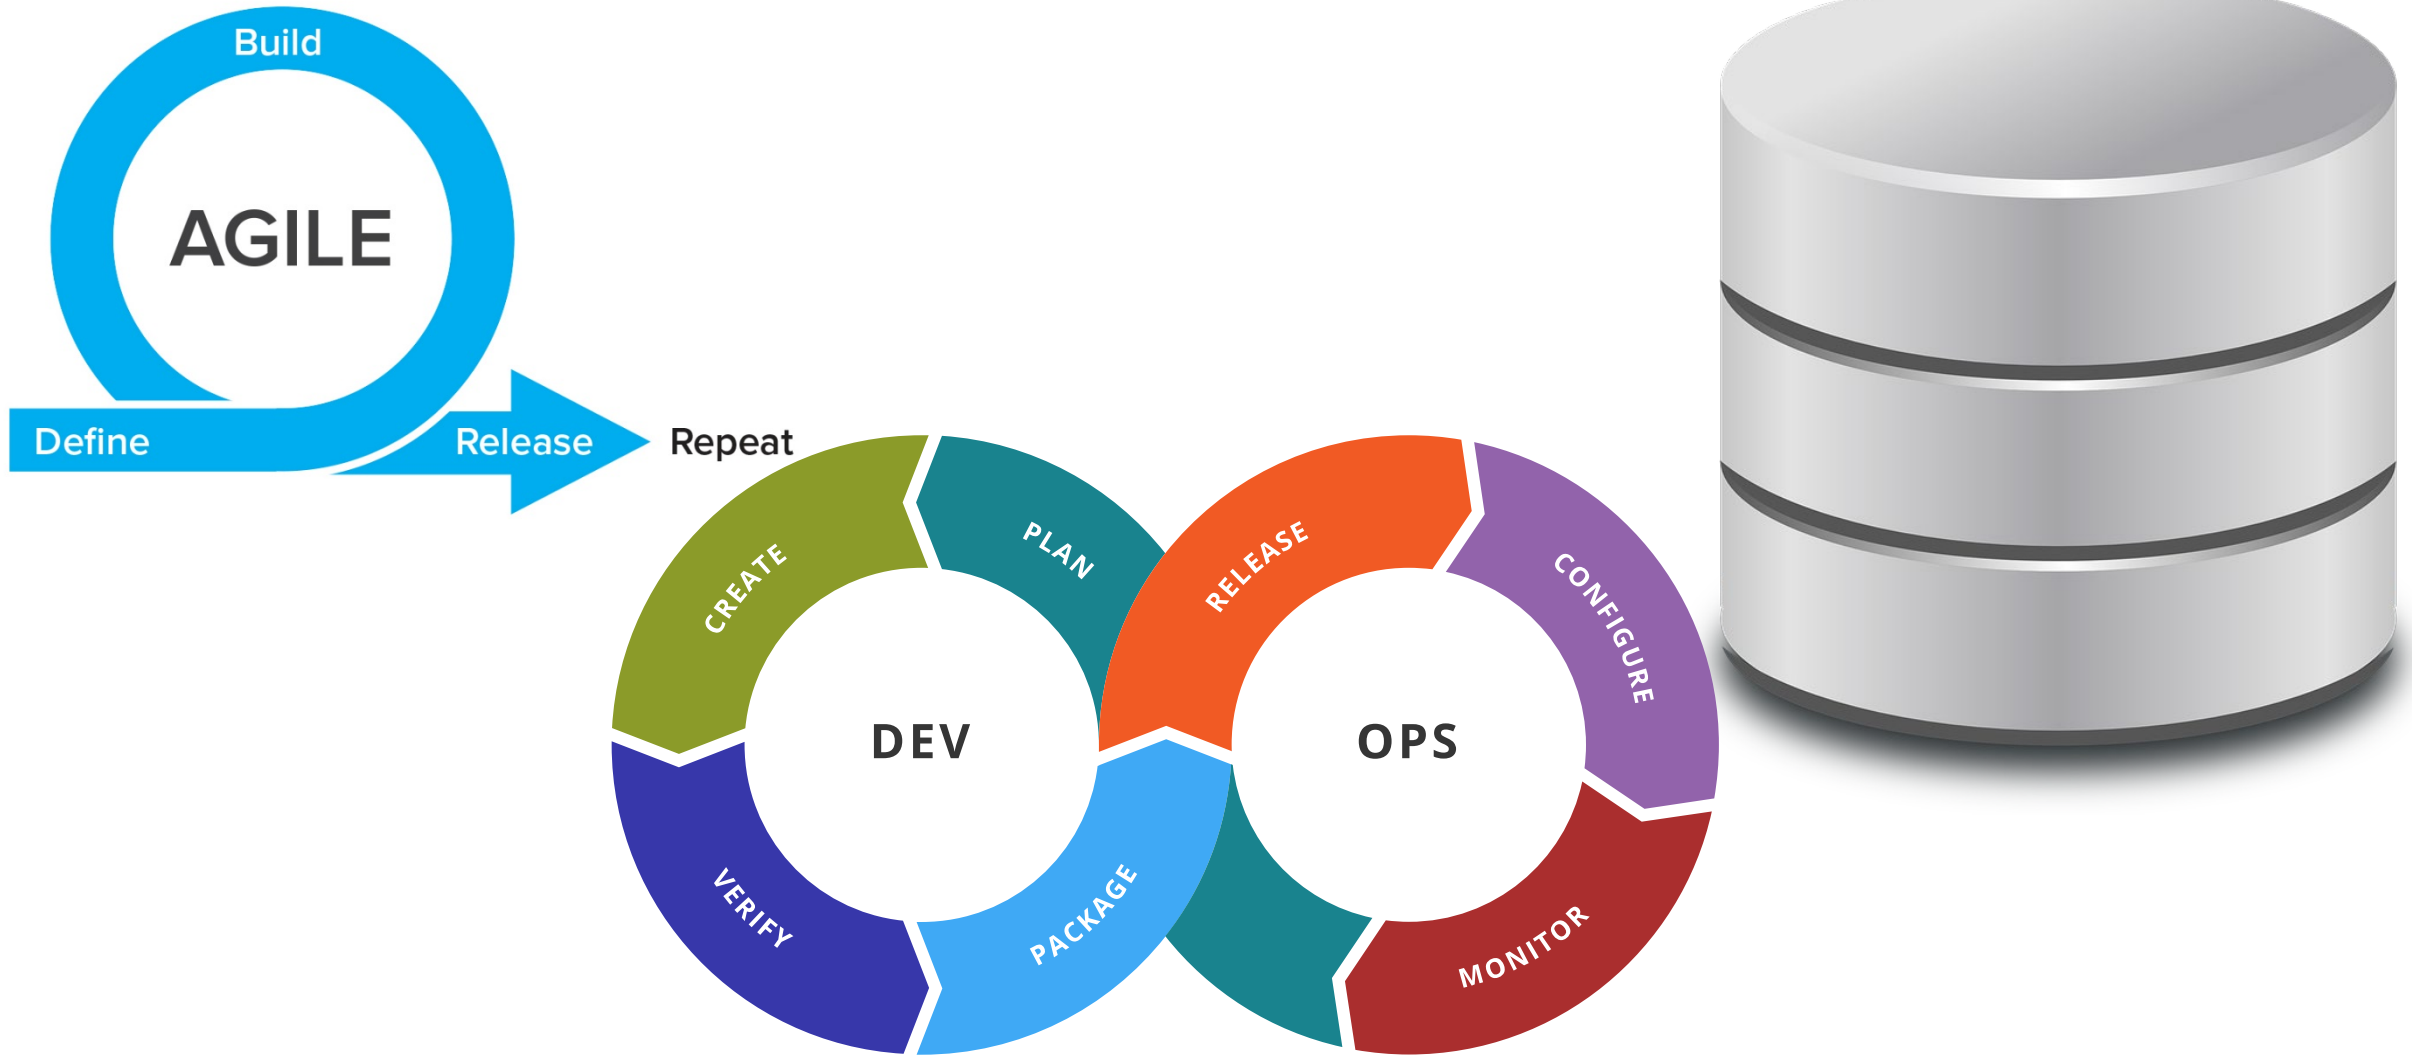 Build
AGILE
Define
Release
Repeat
CREATE
PLAN
RELEASE
CONFIGURE
DEV
OPS
VERIFY
PACKAGE
MONITOR